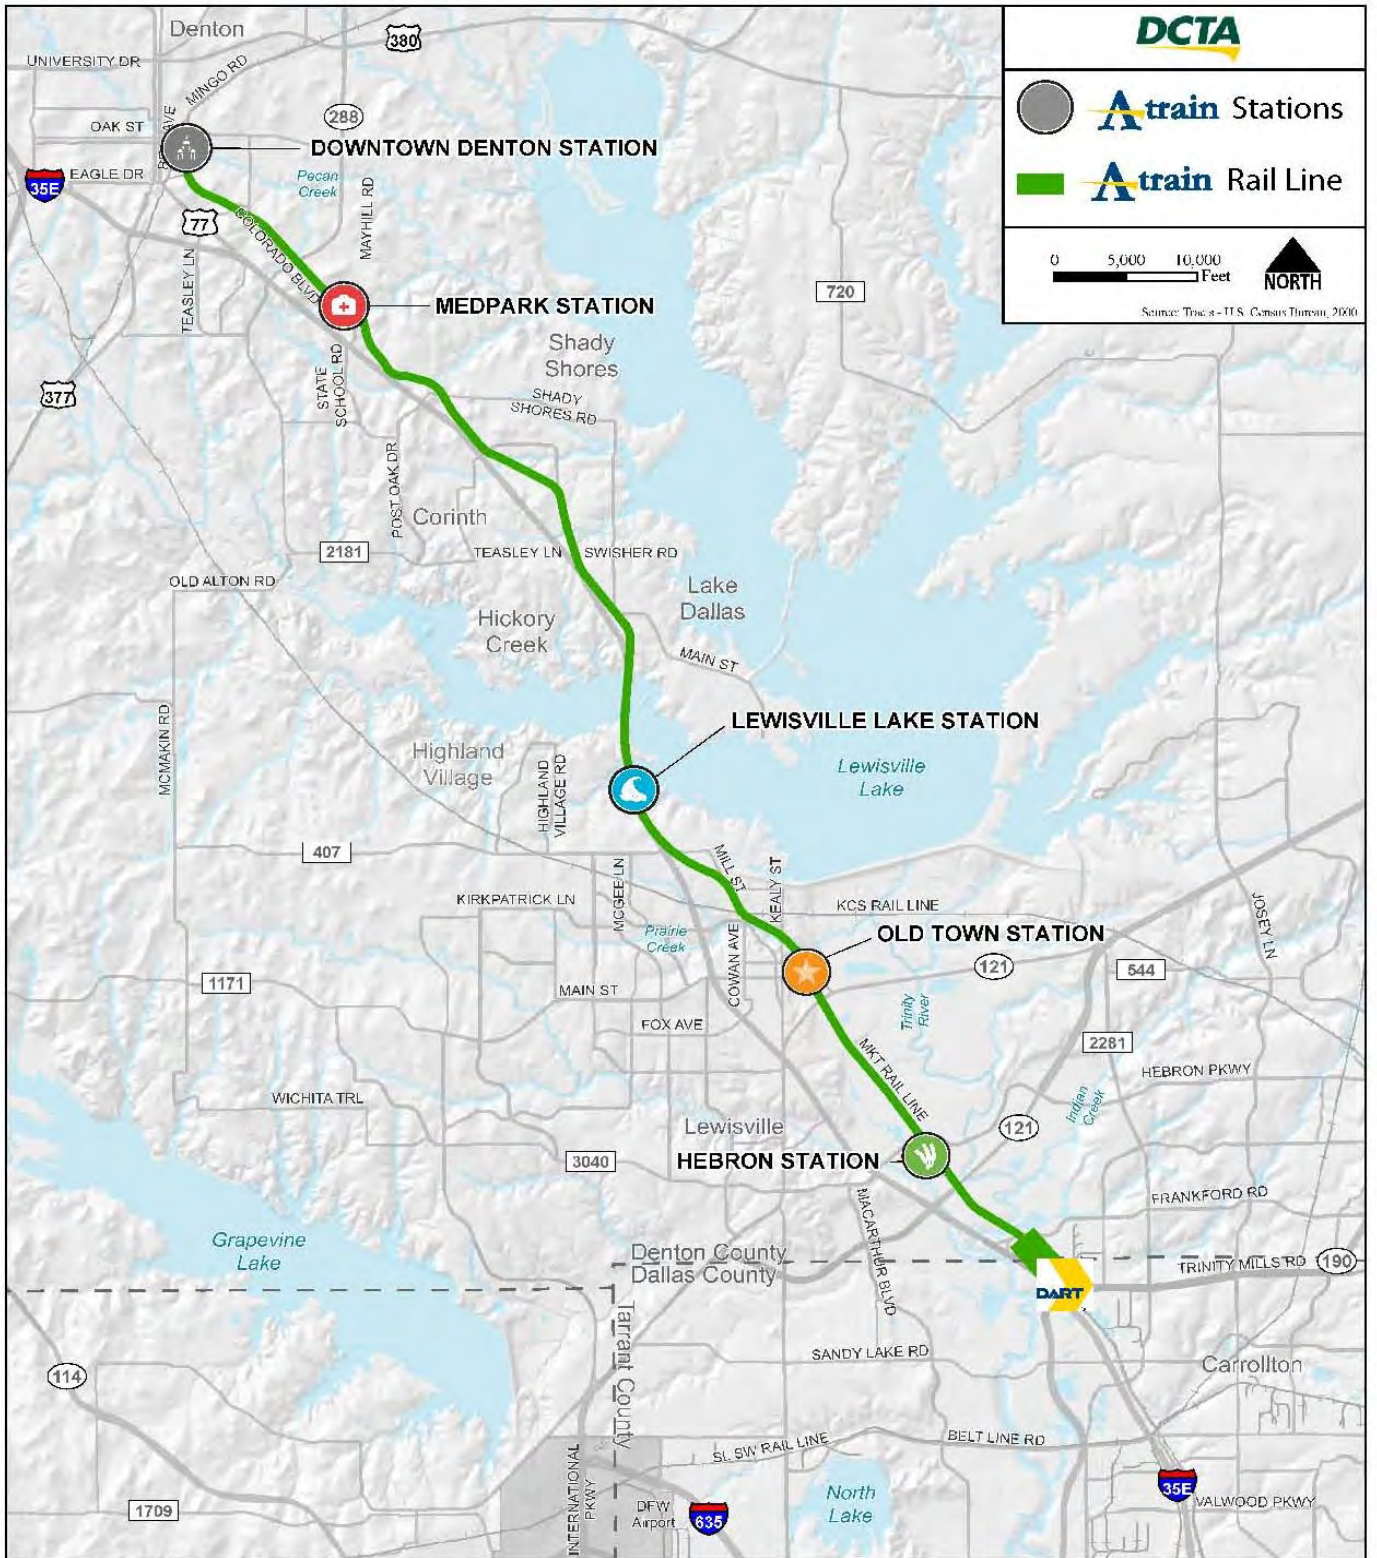 Denton
380
DCTA
UNIVERSITY DR
MINGO RD
A train Stations
288
OAK ST
DOWNTOWN DENTON STATION
EAGLE DR
35E
Pecan
Creek
A train Rail Line
MAYHILL RD
77
COLORADO BLVD
0 5,000 10,000
Feet
NORTH
TEASLEY LN
720
MEDPARK STATION
Source: Tracts - U.S. Census Bureau, 2000
Shady
Shores
377
STATE
SCHOOL RD
SHADY
SHORES RD
POST OAK DR
Corinth
2181
TEASLEY LN
SWISHER RD
OLD ALTON RD
Lake
Dallas
Hickory
Creek
MAIN ST
MCMAKIN RD
LEWISVILLE LAKE STATION
Highland
Village
HIGHLAND
VILLAGE RD
Lewisville
Lake
407
MILL ST
MCGEE LN
KEALY ST
KIRKPATRICK LN
KCS RAIL LINE
JOSEY LN
Prairie
Creek
COWAN AVE
OLD TOWN STATION
121
544
1171
MAIN ST
Trinity
River
FOX AVE
2281
MKT RAIL LINE
HEBRON PKWY
WICHITA TRL
Indian
Creek
Lewisville
121
3040
HEBRON STATION
FRANKFORD RD
MACARTHUR BLVD
Grapevine
Lake
Denton County
Dallas County
TRINITY MILLS RD
190
DART
Tarrant County
SANDY LAKE RD
Carrollton
114
SL SW RAIL LINE
BELT LINE RD
INTERNATIONAL
PKWY
35E
North
Lake
VALWOOD PKWY
1709
DFW
Airport
635